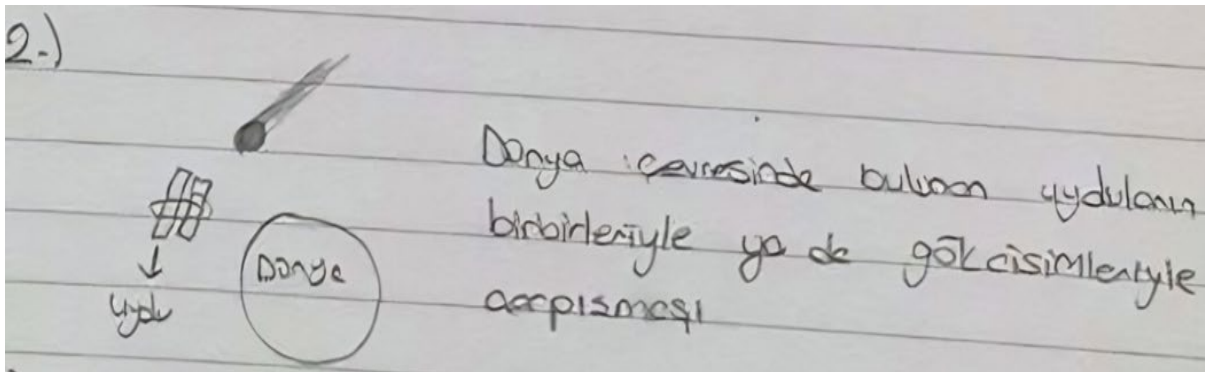 2.)
Dünya çevresinde bulunan uyduların
birbirleriyle ya da gökcisimleriyle
çarpışması
Dünya
uydu